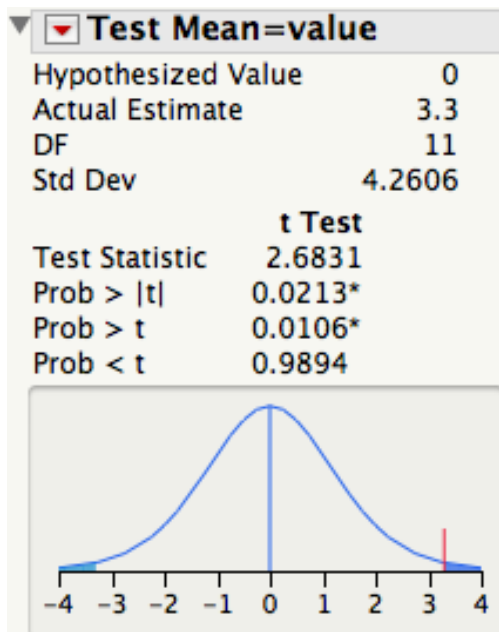 Test Mean=value
Hypothesized Value 0
Actual Estimate 3.3
DF 11
Std Dev 4.2606
t Test
Test Statistic 2.6831
Prob > |t| 0.0213*
Prob > t 0.0106*
Prob < t 0.9894
-4 -3 -2 -1 0 1 2 3 4